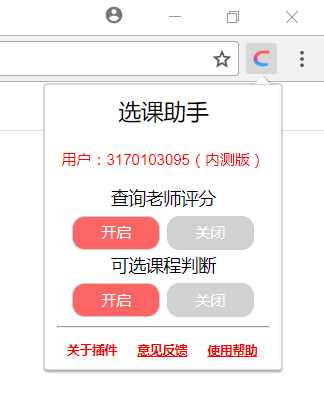 选课助手
用户：3170103095（内测版）
查询老师评分
开启 关闭
可选课程判断
开启 关闭
关于插件 意见反馈 使用帮助